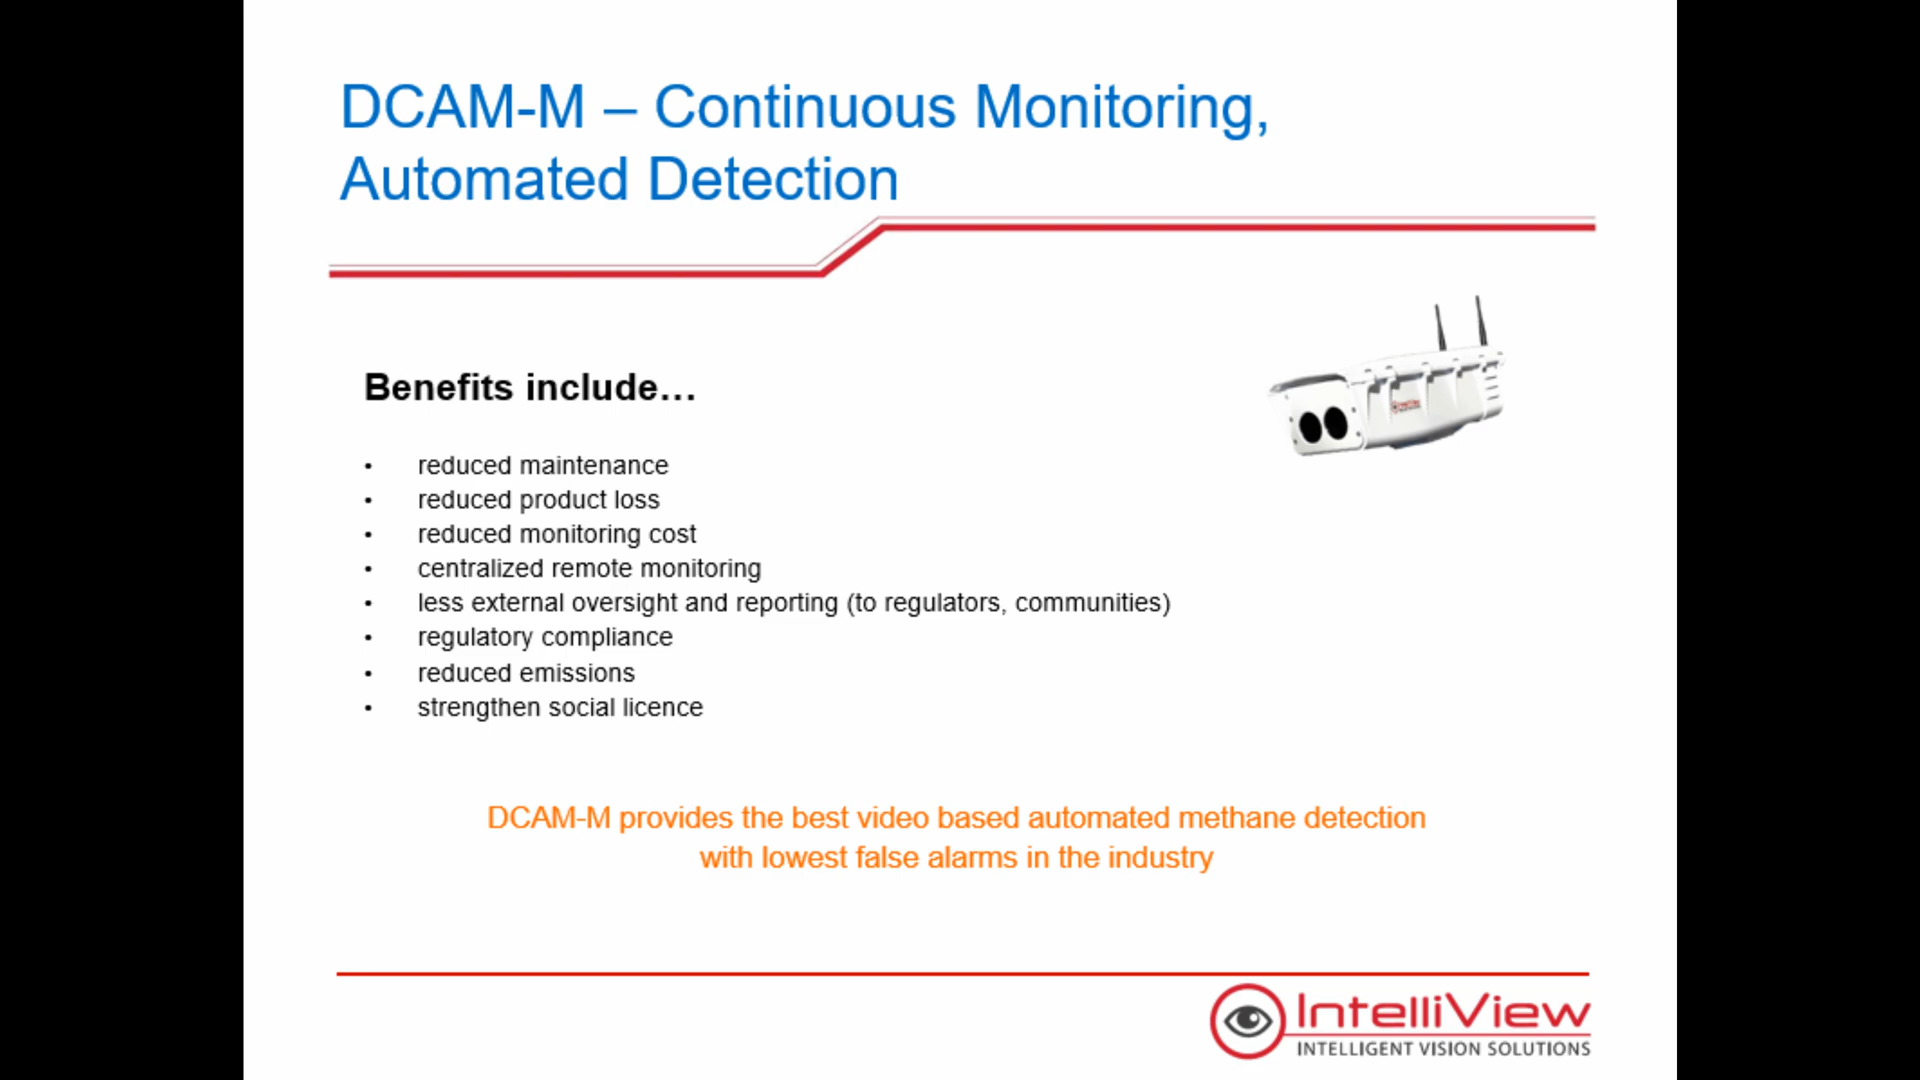 DCAM-M – Continuous Monitoring,
Automated Detection
Benefits include…
• reduced maintenance
• reduced product loss
• reduced monitoring cost
• centralized remote monitoring
• less external oversight and reporting (to regulators, communities)
• regulatory compliance
• reduced emissions
• strengthen social licence
DCAM-M provides the best video based automated methane detection
with lowest false alarms in the industry
IntelliView
INTELLIGENT VISION SOLUTIONS